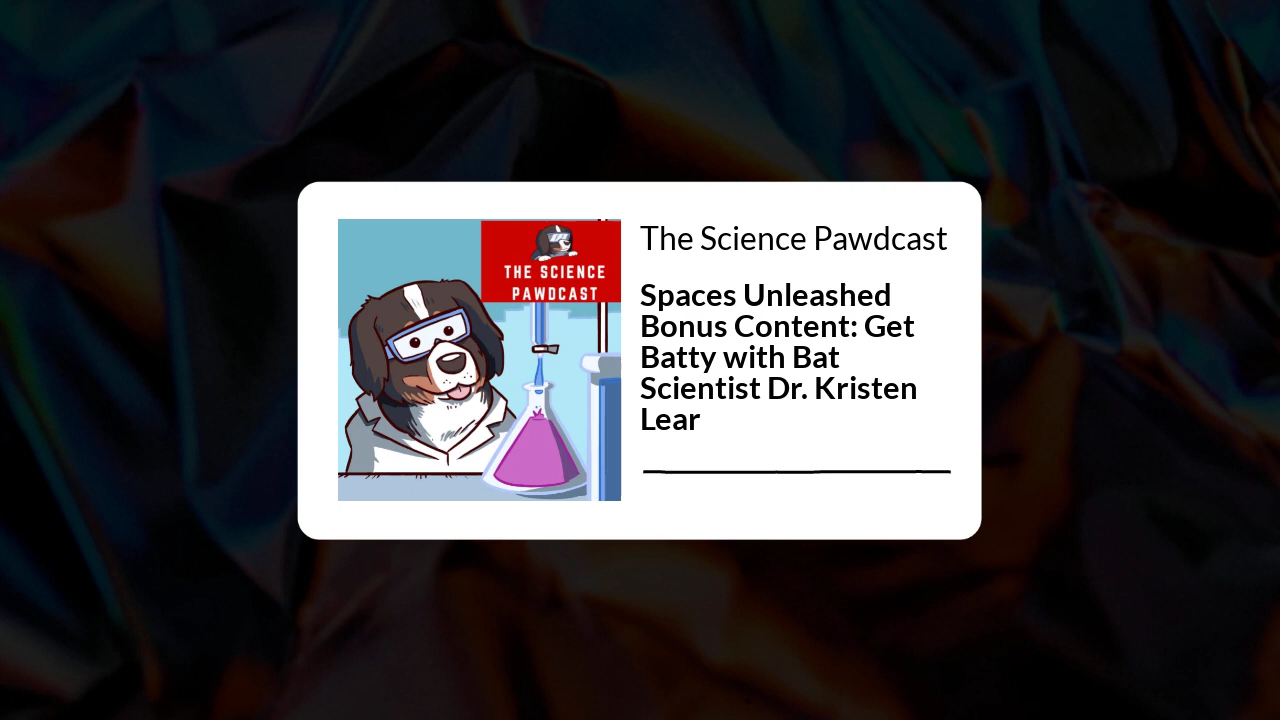 THE SCIENCE
PAWDCAST
The Science Pawdcast
Spaces Unleashed
Bonus Content: Get
Batty with Bat
Scientist Dr. Kristen
Lear